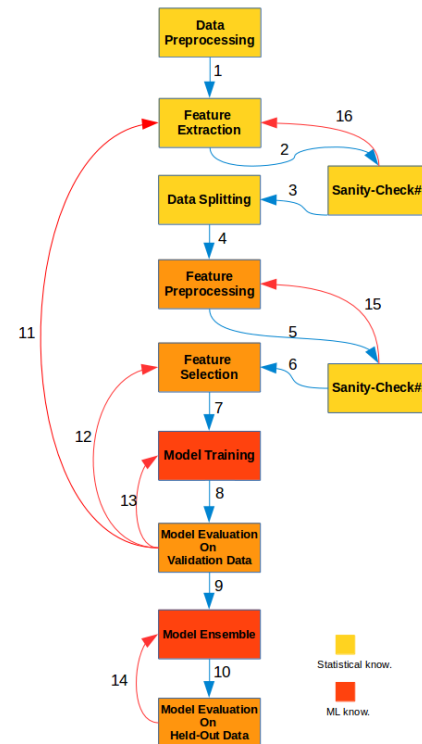 Data
Preprocessing
1
Feature
Extraction
16
2
Sanity-Check#
3
Data Splitting
4
Feature
Preprocessing
15
5
11
6
Feature
Selection
Sanity-Check#
7
12
Model Training
13
8
Model Evaluation
On
Validation Data
9
Model Ensemble
10
14
Model Evaluation
On
Held-Out Data
Statistical know.
ML know.